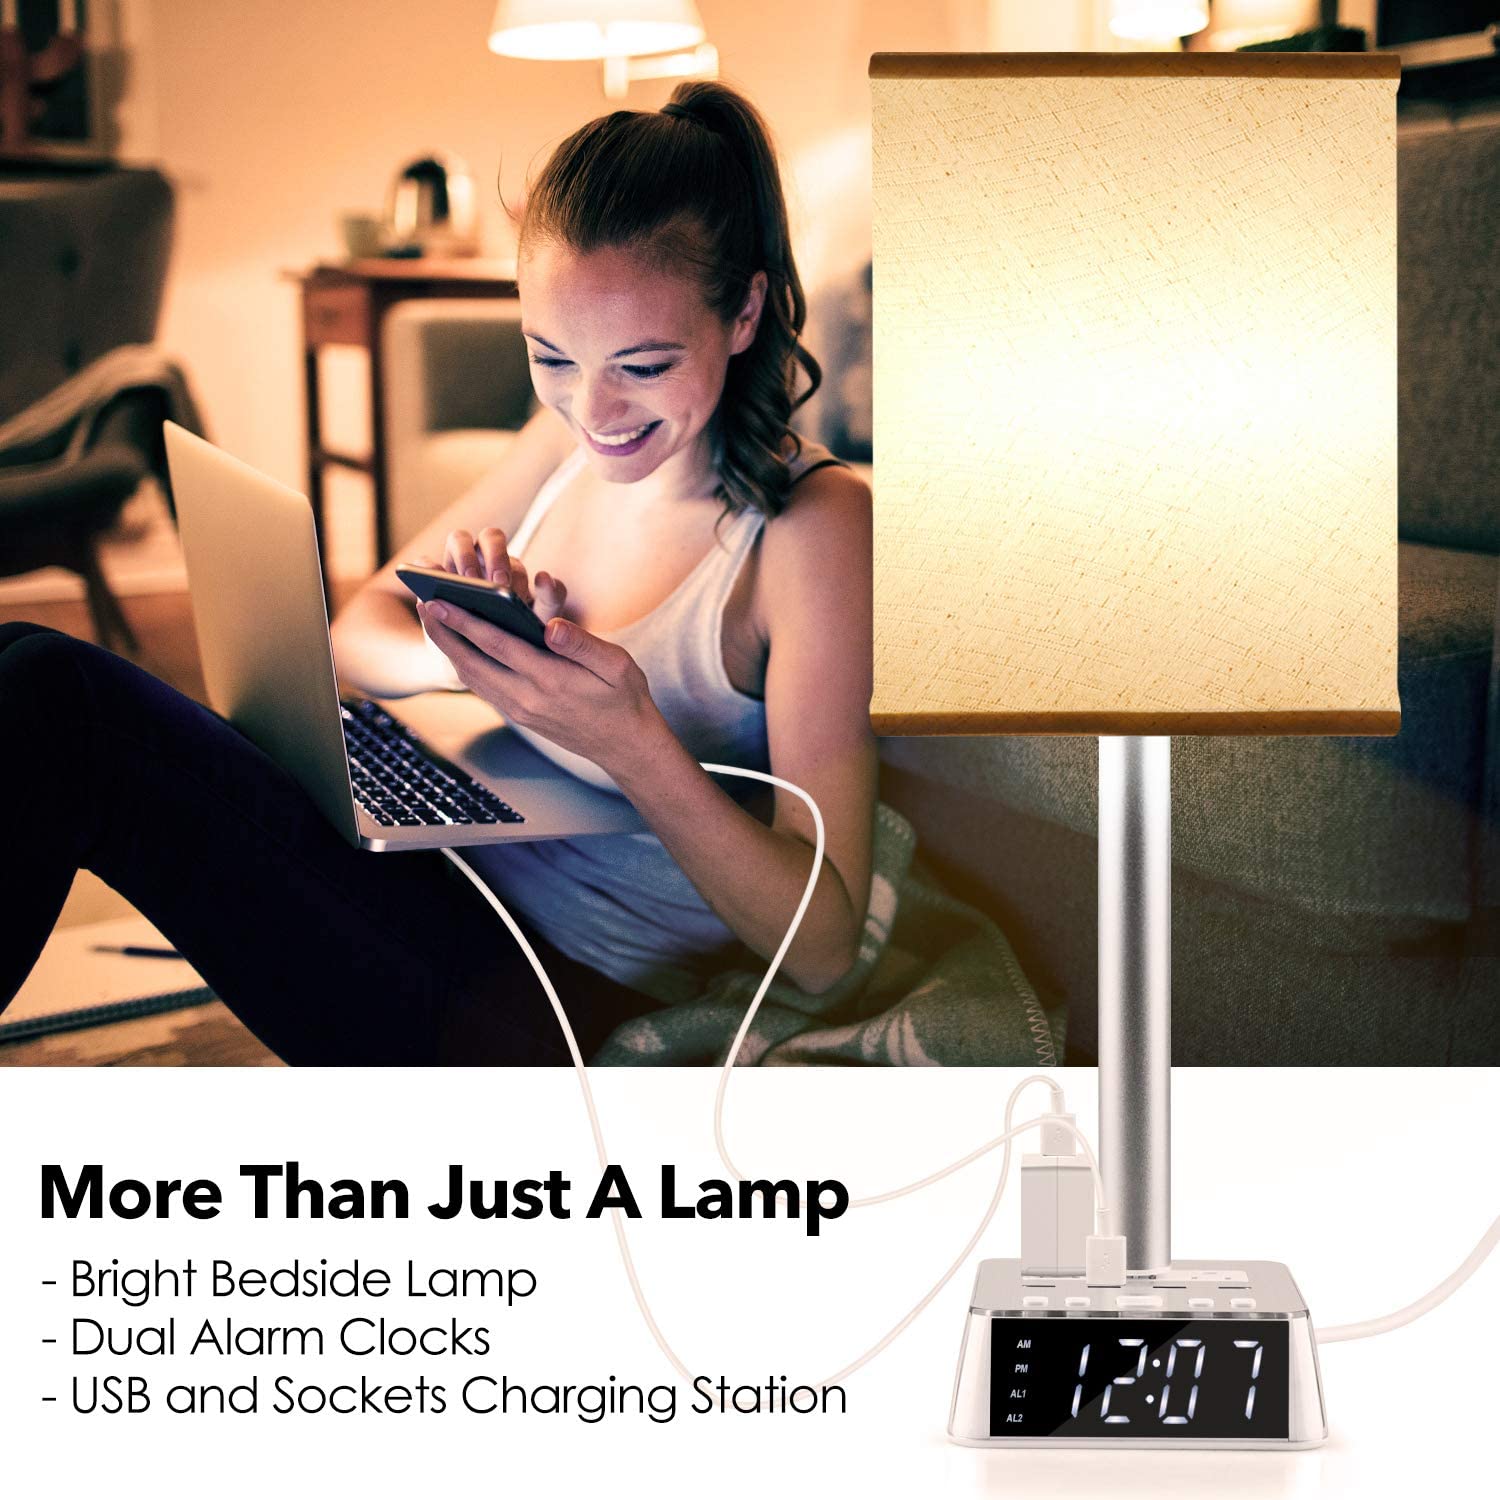 More Than Just A Lamp
- Bright Bedside Lamp
- Dual Alarm Clocks
- USB and Sockets Charging Station
AM
PM
AL1
AL2
12:07